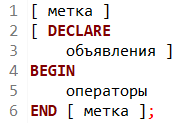 1 [ метка ]
2 [ DECLARE
3     объявления ]
4 BEGIN
5     операторы
6 END [ метка ];